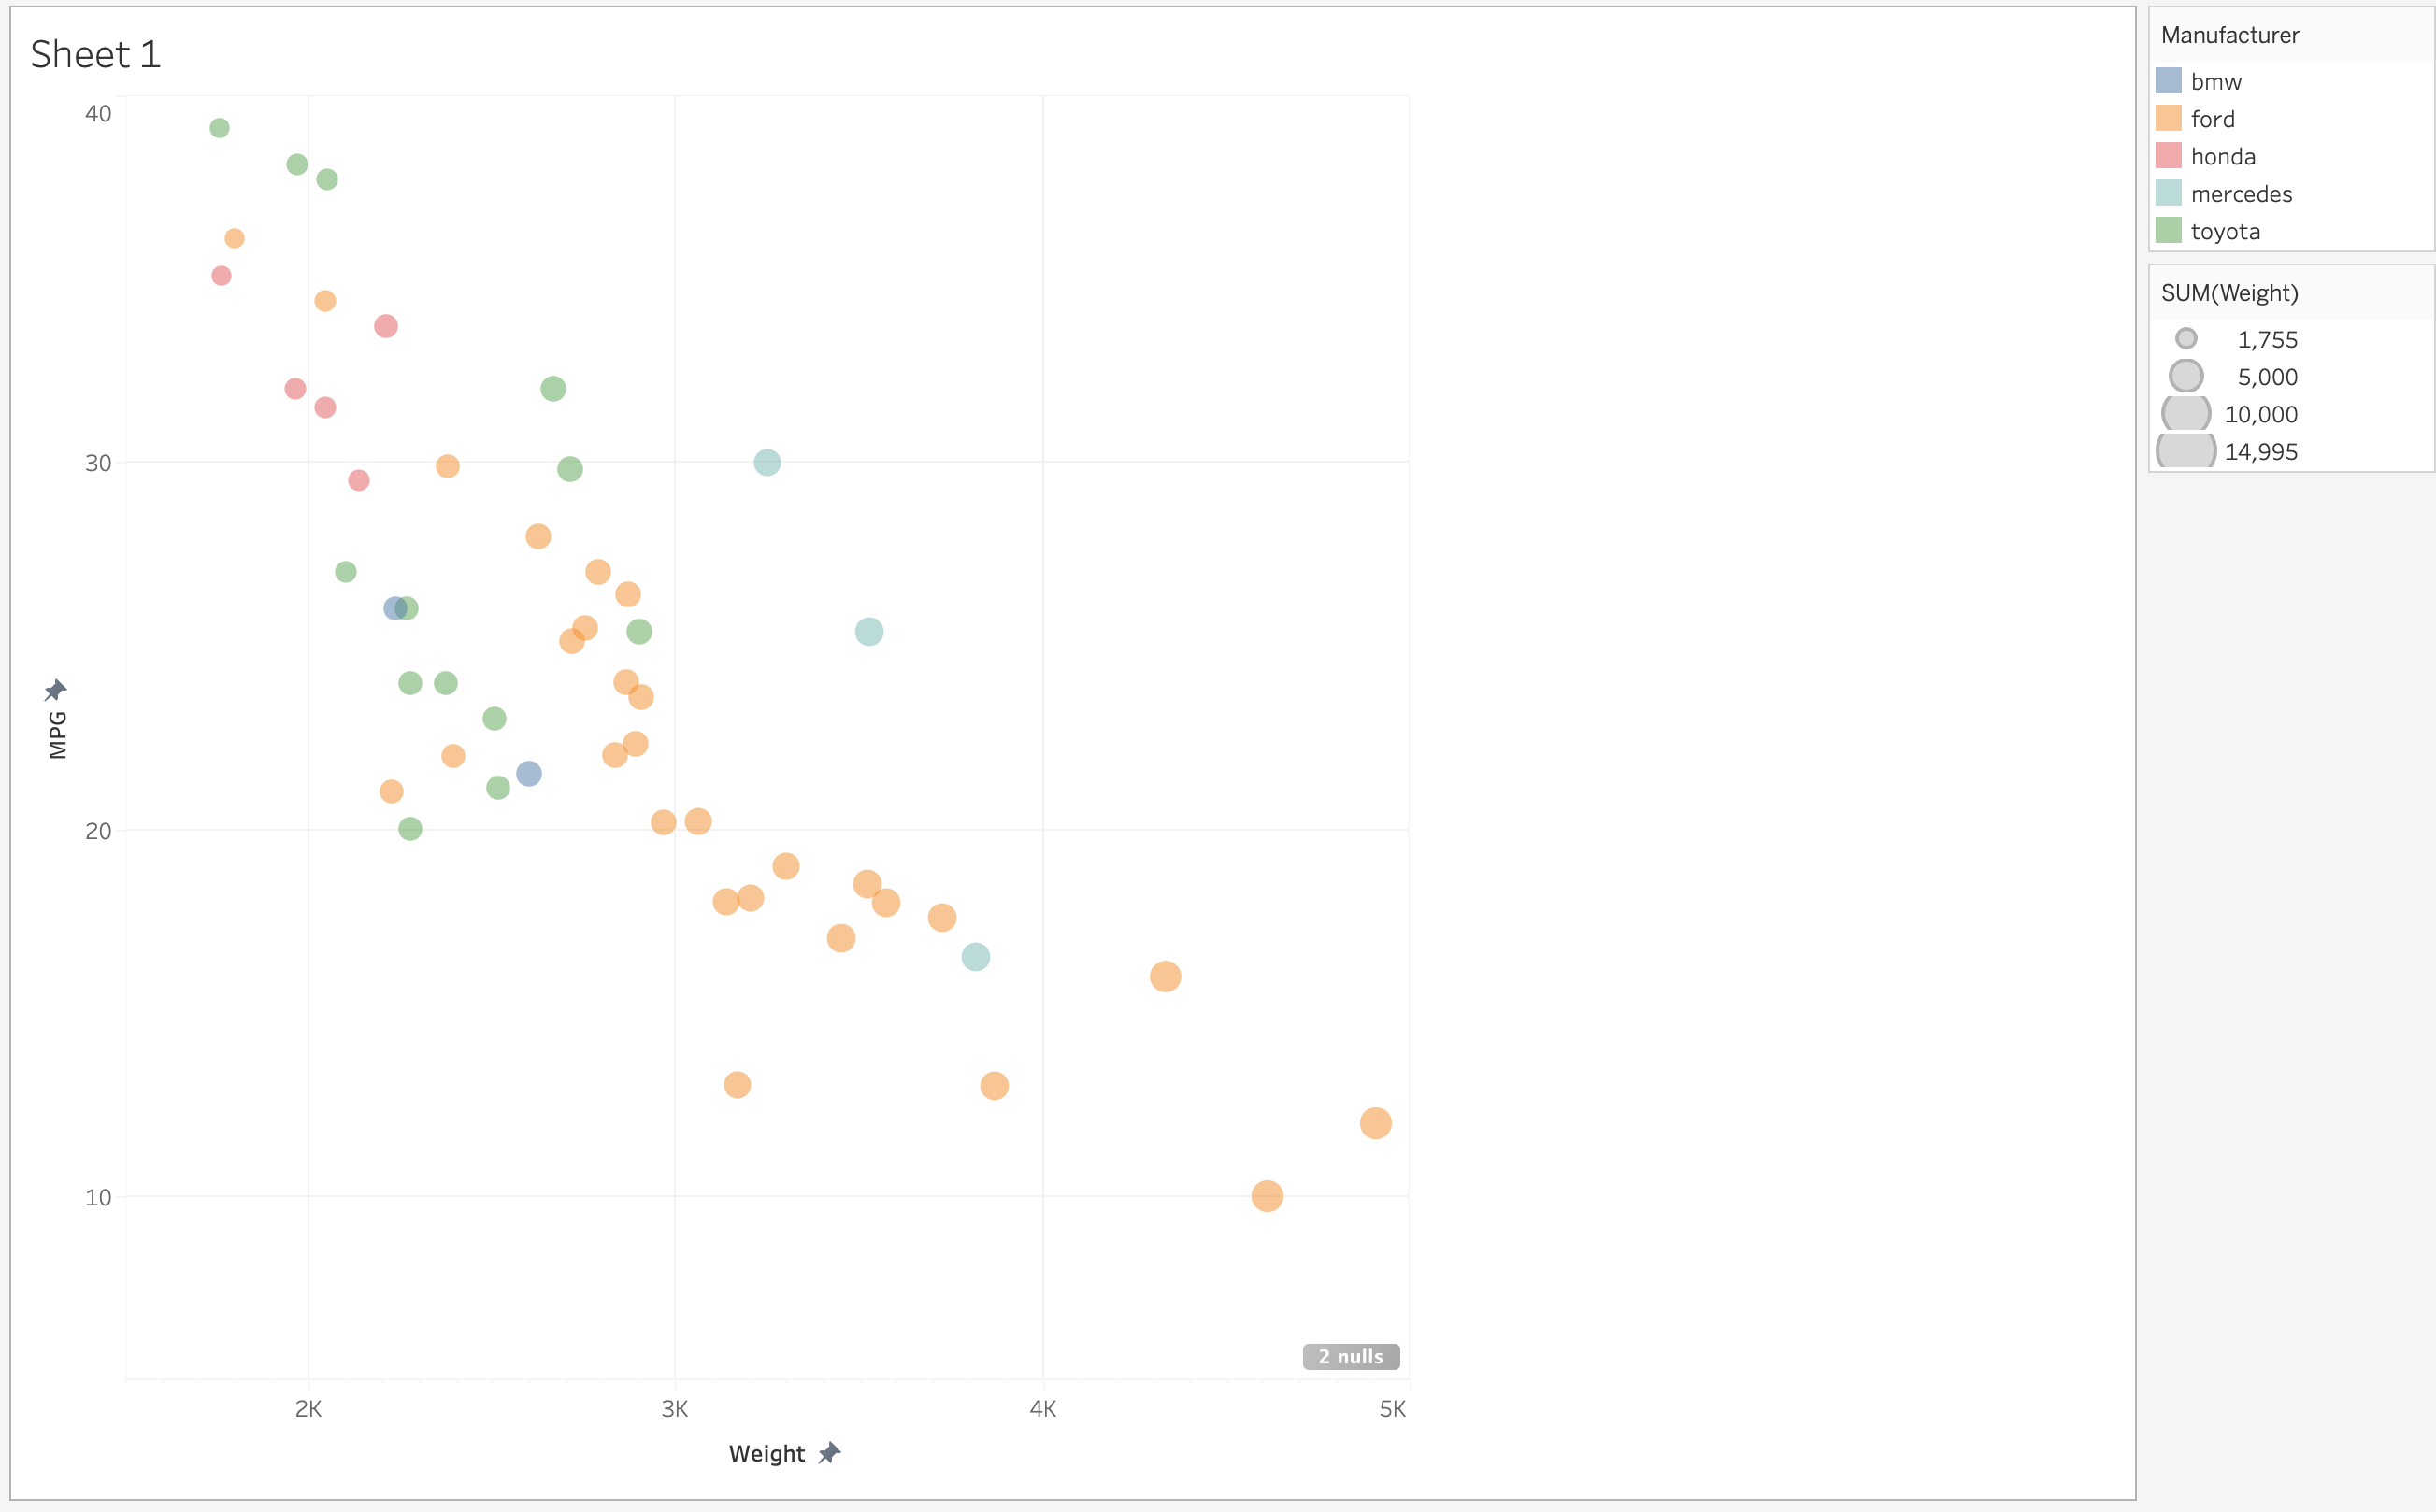 Sheet 1
40
30
20
10
MPG
2K
3K
4K
5K
Weight
2 nulls
Manufacturer
bmw
ford
honda
mercedes
toyota
SUM(Weight)
1,755
5,000
10,000
14,995